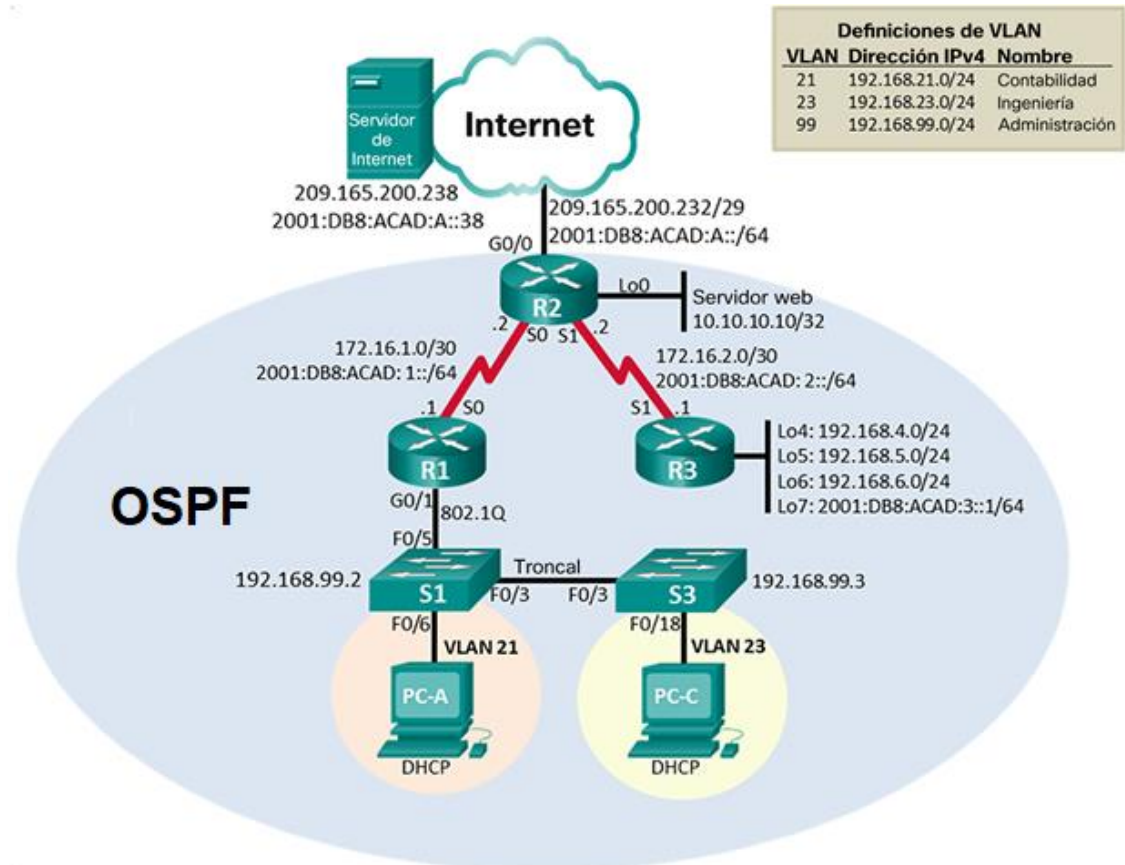 Definiciones de VLAN
VLAN Dirección IPv4 Nombre
21 192.168.21.0/24 Contabilidad
23 192.168.23.0/24 Ingeniería
99 192.168.99.0/24 Administración
Servidor
de
Internet
Internet
209.165.200.238
2001:DB8:ACAD:A::38
209.165.200.232/29
2001:DB8:ACAD:A::/64
G0/0
R2
Lo0
Servidor web
10.10.10.10/32
.2
S0
S1
.2
172.16.1.0/30
2001:DB8:ACAD: 1::/64
172.16.2.0/30
2001:DB8:ACAD: 2::/64
.1
S0
S1
.1
R1
R3
Lo4: 192.168.4.0/24
Lo5: 192.168.5.0/24
Lo6: 192.168.6.0/24
Lo7: 2001:DB8:ACAD:3::1/64
OSPF
G0/1
802.1Q
F0/5
192.168.99.2
S1
Troncal
F0/3
F0/3
S3
192.168.99.3
F0/6
VLAN 21
F0/18
VLAN 23
PC-A
PC-C
DHCP
DHCP